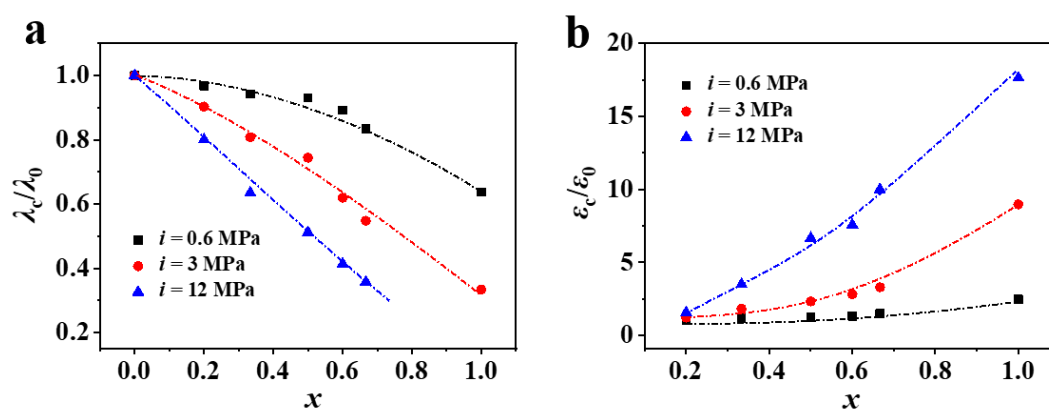 a
1.0
0.8
0.6
0.4
0.2
λc/λ0
i = 0.6 MPa
i = 3 MPa
i = 12 MPa
0.0 0.2 0.4 0.6 0.8 1.0
x
b
20
15
10
5
0
εc/ε0
i = 0.6 MPa
i = 3 MPa
i = 12 MPa
0.2 0.4 0.6 0.8 1.0
x